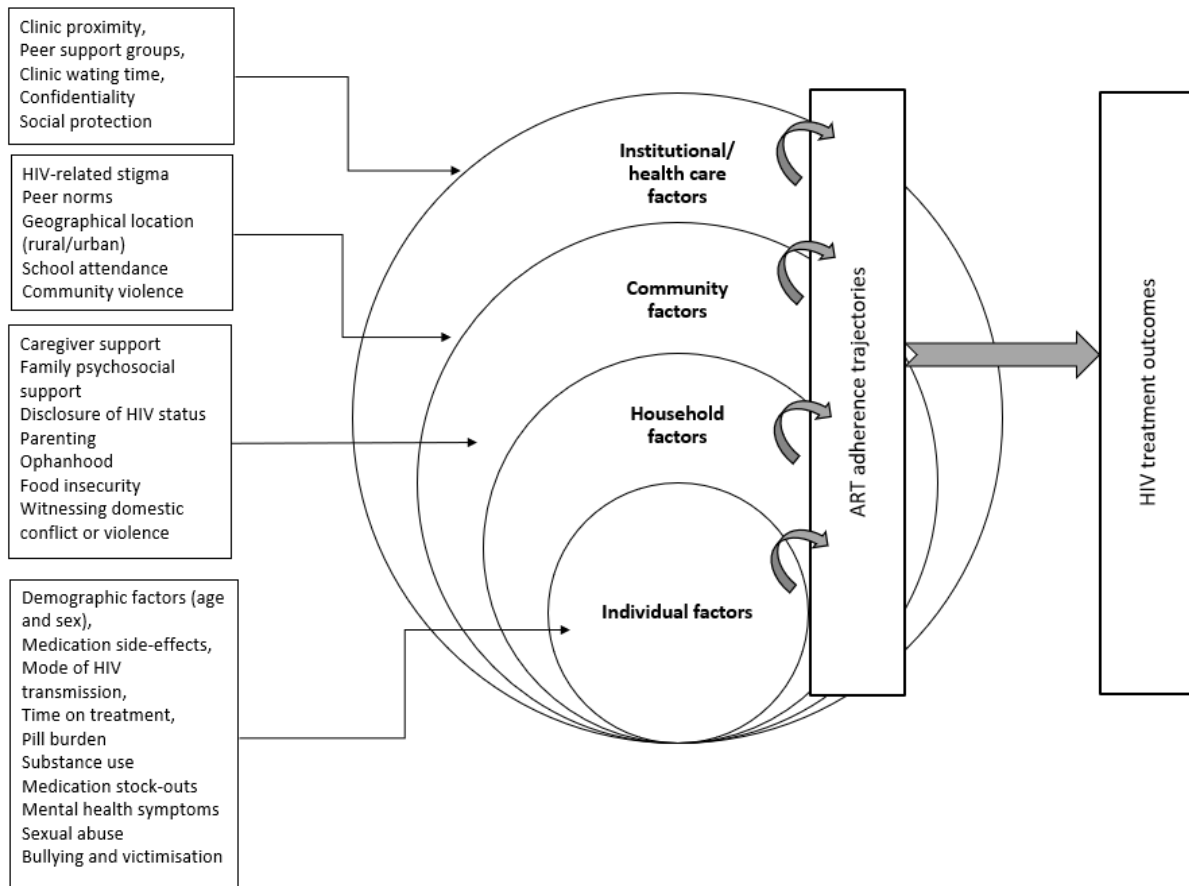 Clinic proximity,
Peer support groups,
Clinic wating time,
Confidentiality
Social protection
HIV-related stigma
Peer norms
Geographical location
(rural/urban)
School attendance
Community violence
Caregiver support
Family psychosocial
support
Disclosure of HIV status
Parenting
Ophanhood
Food insecurity
Witnessing domestic
conflict or violence
Demographic factors (age
and sex),
Medication side-effects,
Mode of HIV
transmission,
Time on treatment,
Pill burden
Substance use
Medication stock-outs
Mental health symptoms
Sexual abuse
Bullying and victimisation
Institutional/
health care
factors
Community
factors
Household
factors
Individual factors
ART adherence trajectories
HIV treatment outcomes